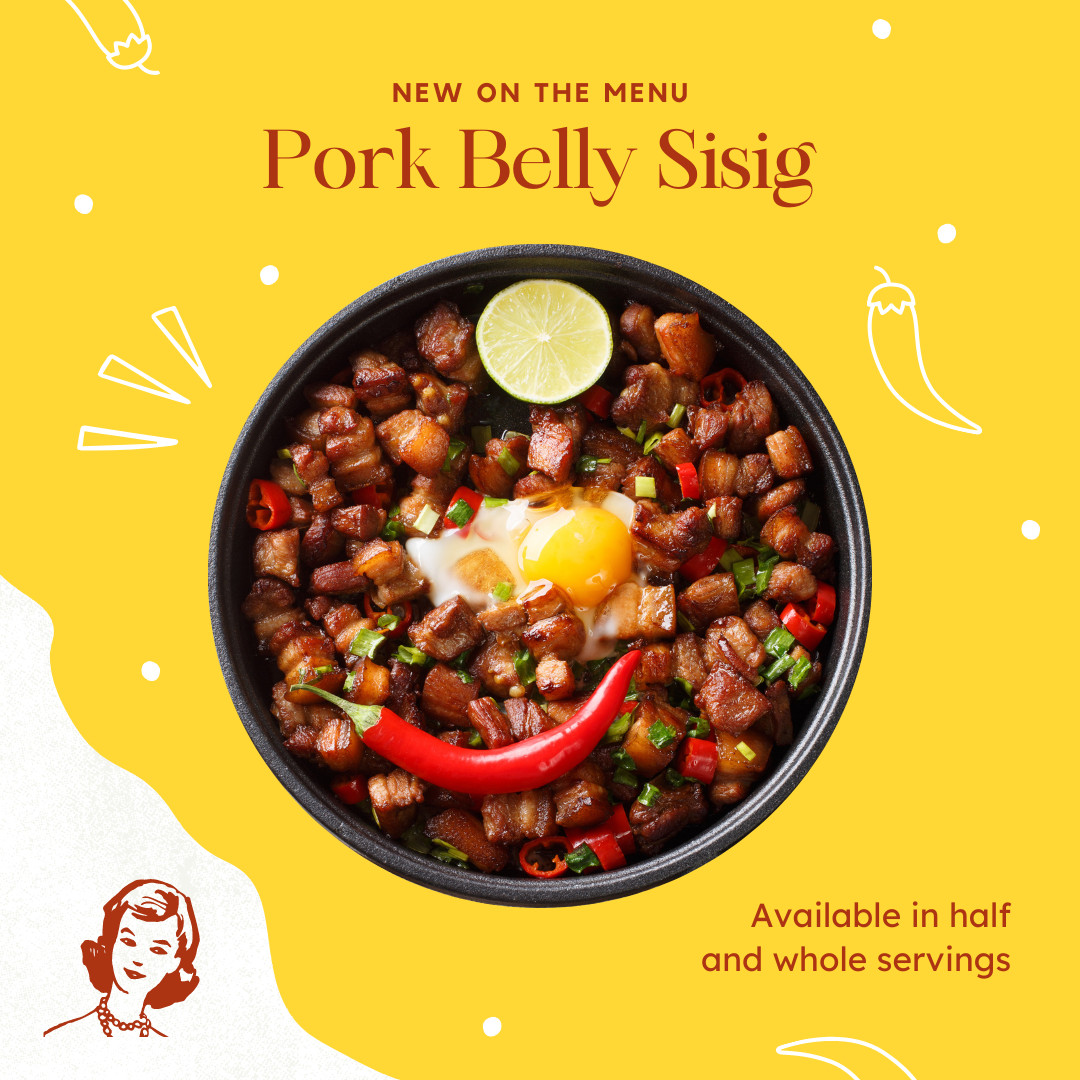 NEW ON THE MENU
Pork Belly Sisig
Available in half
and whole servings